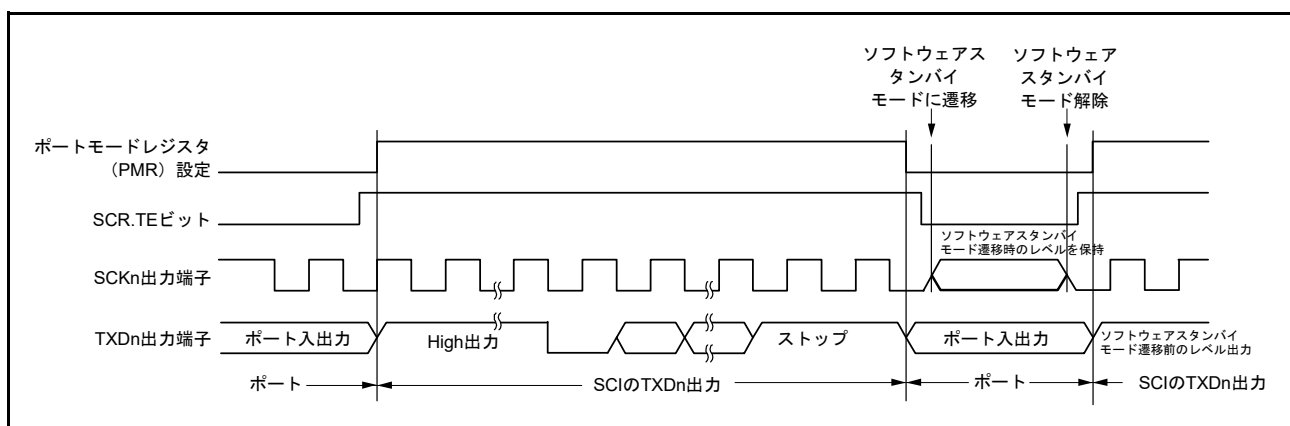 ソフトウェアス
タンバイ
モードに遷移
ソフトウェア
スタンバイ
モード解除
ポートモードレジスタ
（PMR）設定
SCR.TEビット
ソフトウェアスタンバイ
モード遷移時のレベルを保持
SCKn出力端子
TXDn出力端子
ポート入出力
High出力
ストップ
ポート入出力
ソフトウェアスタンバイ
モード遷移前のレベル出力
ポート
SCIのTXDn出力
ポート
SCIのTXDn出力